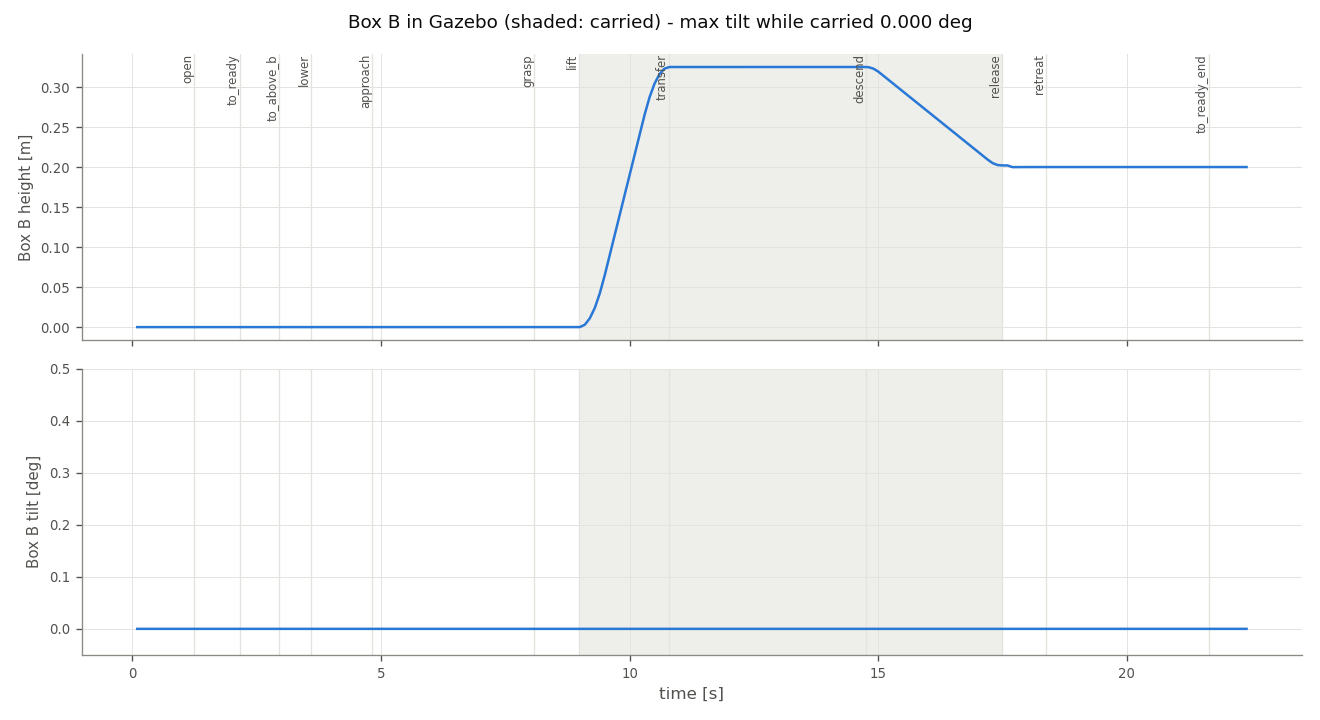 Box B in Gazebo (shaded: carried) - max tilt while carried 0.000 deg
Box B height [m]
0.30
0.25
0.20
0.15
0.10
0.05
0.00
open
to_ready
to_above_b
lower
approach
grasp
lift
transfer
descend
release
retreat
to_ready_end
Box B tilt [deg]
0.5
0.4
0.3
0.2
0.1
0.0
0
5
10
15
20
time [s]